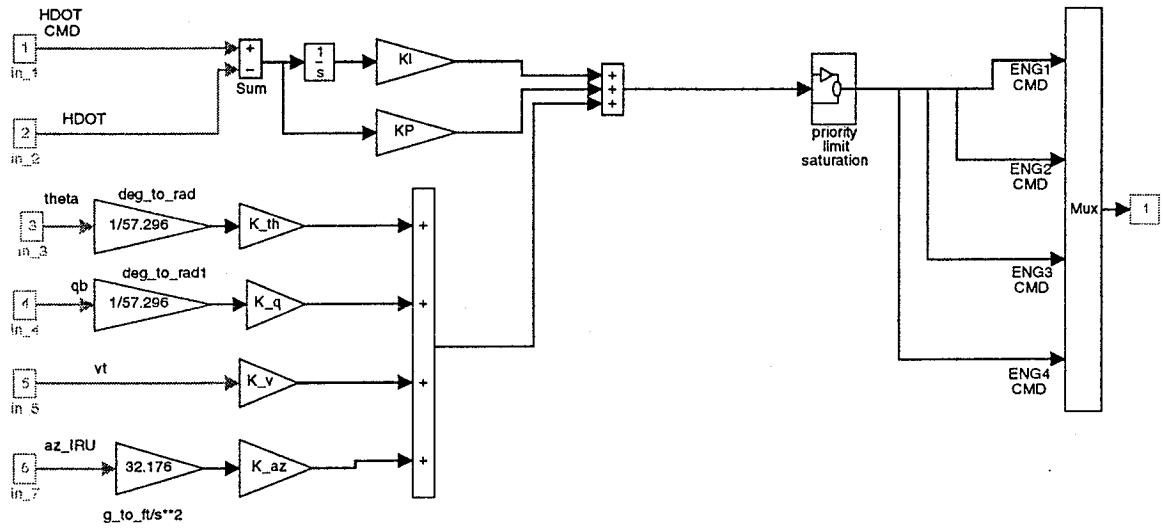 HDOT
CMD
1
in_1
+
−
Sum
1
s
KI
KP
HDOT
2
in_2
+
+
+
priority
limit
saturation
ENG1
CMD
ENG2
CMD
ENG3
CMD
ENG4
CMD
Mux
1
theta
3
in_3
deg_to_rad
1/57.296
K_th
+
qb
4
in_4
deg_to_rad1
1/57.296
K_q
+
vt
5
in_5
K_v
+
az_IRU
6
in_7
32.176
g_to_ft/s**2
K_az
+